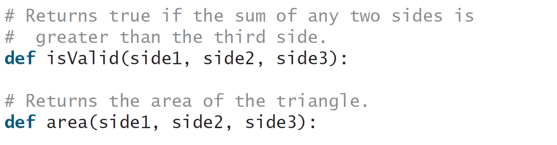 # Returns true if the sum of any two sides is
#  greater than the third side.
def isValid(side1, side2, side3):
# Returns the area of the triangle.
def area(side1, side2, side3):